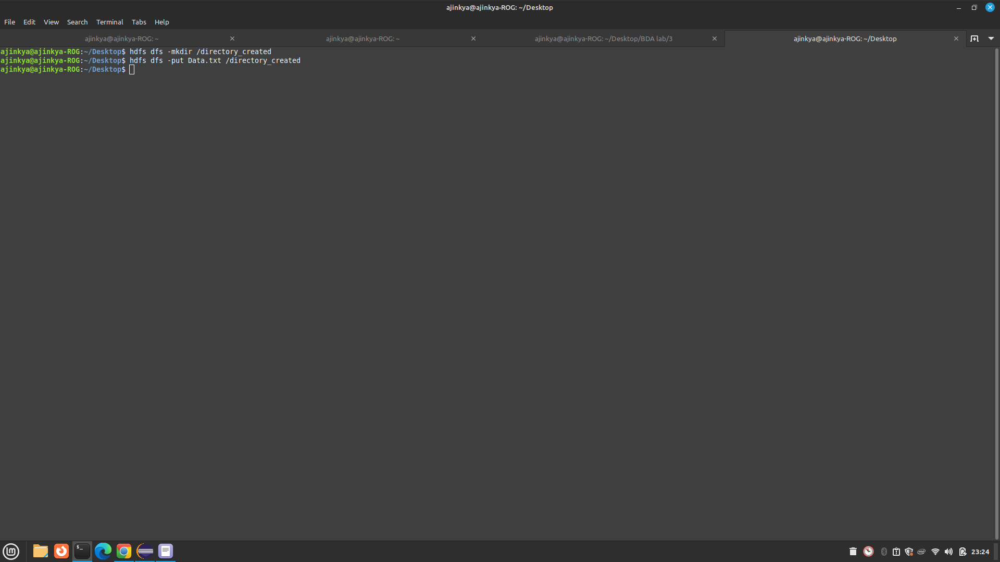 ajinkya@ajinkya-ROG: ~/Desktop
File Edit View Search Terminal Tabs Help
ajinkya@ajinkya-ROG: ~
ajinkya@ajinkya-ROG: ~
ajinkya@ajinkya-ROG: ~/Desktop/BDA lab/3
ajinkya@ajinkya-ROG: ~/Desktop
ajinkya@ajinkya-ROG:~/Desktop$ hdfs dfs -mkdir /directory_created
ajinkya@ajinkya-ROG:~/Desktop$ hdfs dfs -put Data.txt /directory_created
ajinkya@ajinkya-ROG:~/Desktop$
23:24